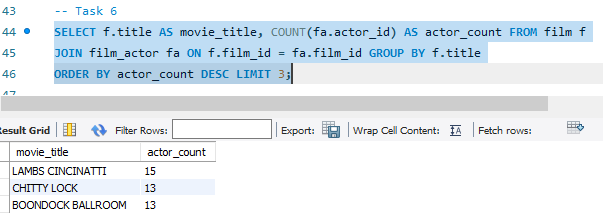 43 -- Task 6
44 SELECT f.title AS movie_title, COUNT(fa.actor_id) AS actor_count FROM film f
45 JOIN film_actor fa ON f.film_id = fa.film_id GROUP BY f.title
46 ORDER BY actor_count DESC LIMIT 3;
47
Result Grid Filter Rows: Export: Wrap Cell Content: Fetch rows:
movie_title actor_count
LAMBS CINCINATTI 15
CHITTY LOCK 13
BOONDOCK BALLROOM 13